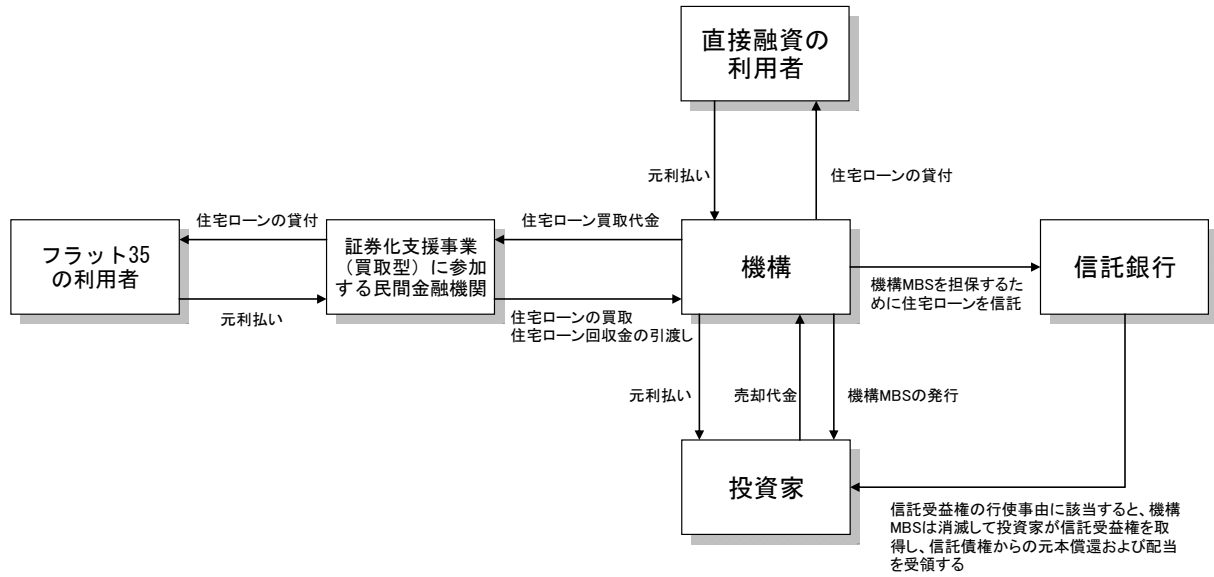 直接融資の
利用者
元利払い
住宅ローンの貸付
住宅ローンの貸付
住宅ローン買取代金
フラット35
の利用者
証券化支援事業
（買取型）に参加
する民間金融機関
機構
信託銀行
機構MBSを担保するた
めに住宅ローンを信託
元利払い
住宅ローンの買取
住宅ローン回収金の引渡し
元利払い
売却代金
機構MBSの発行
投資家
信託受益権の行使事由に該当すると、機構
MBSは消滅して投資家が信託受益権を取
得し、信託債権からの元本償還および配当
を受領する